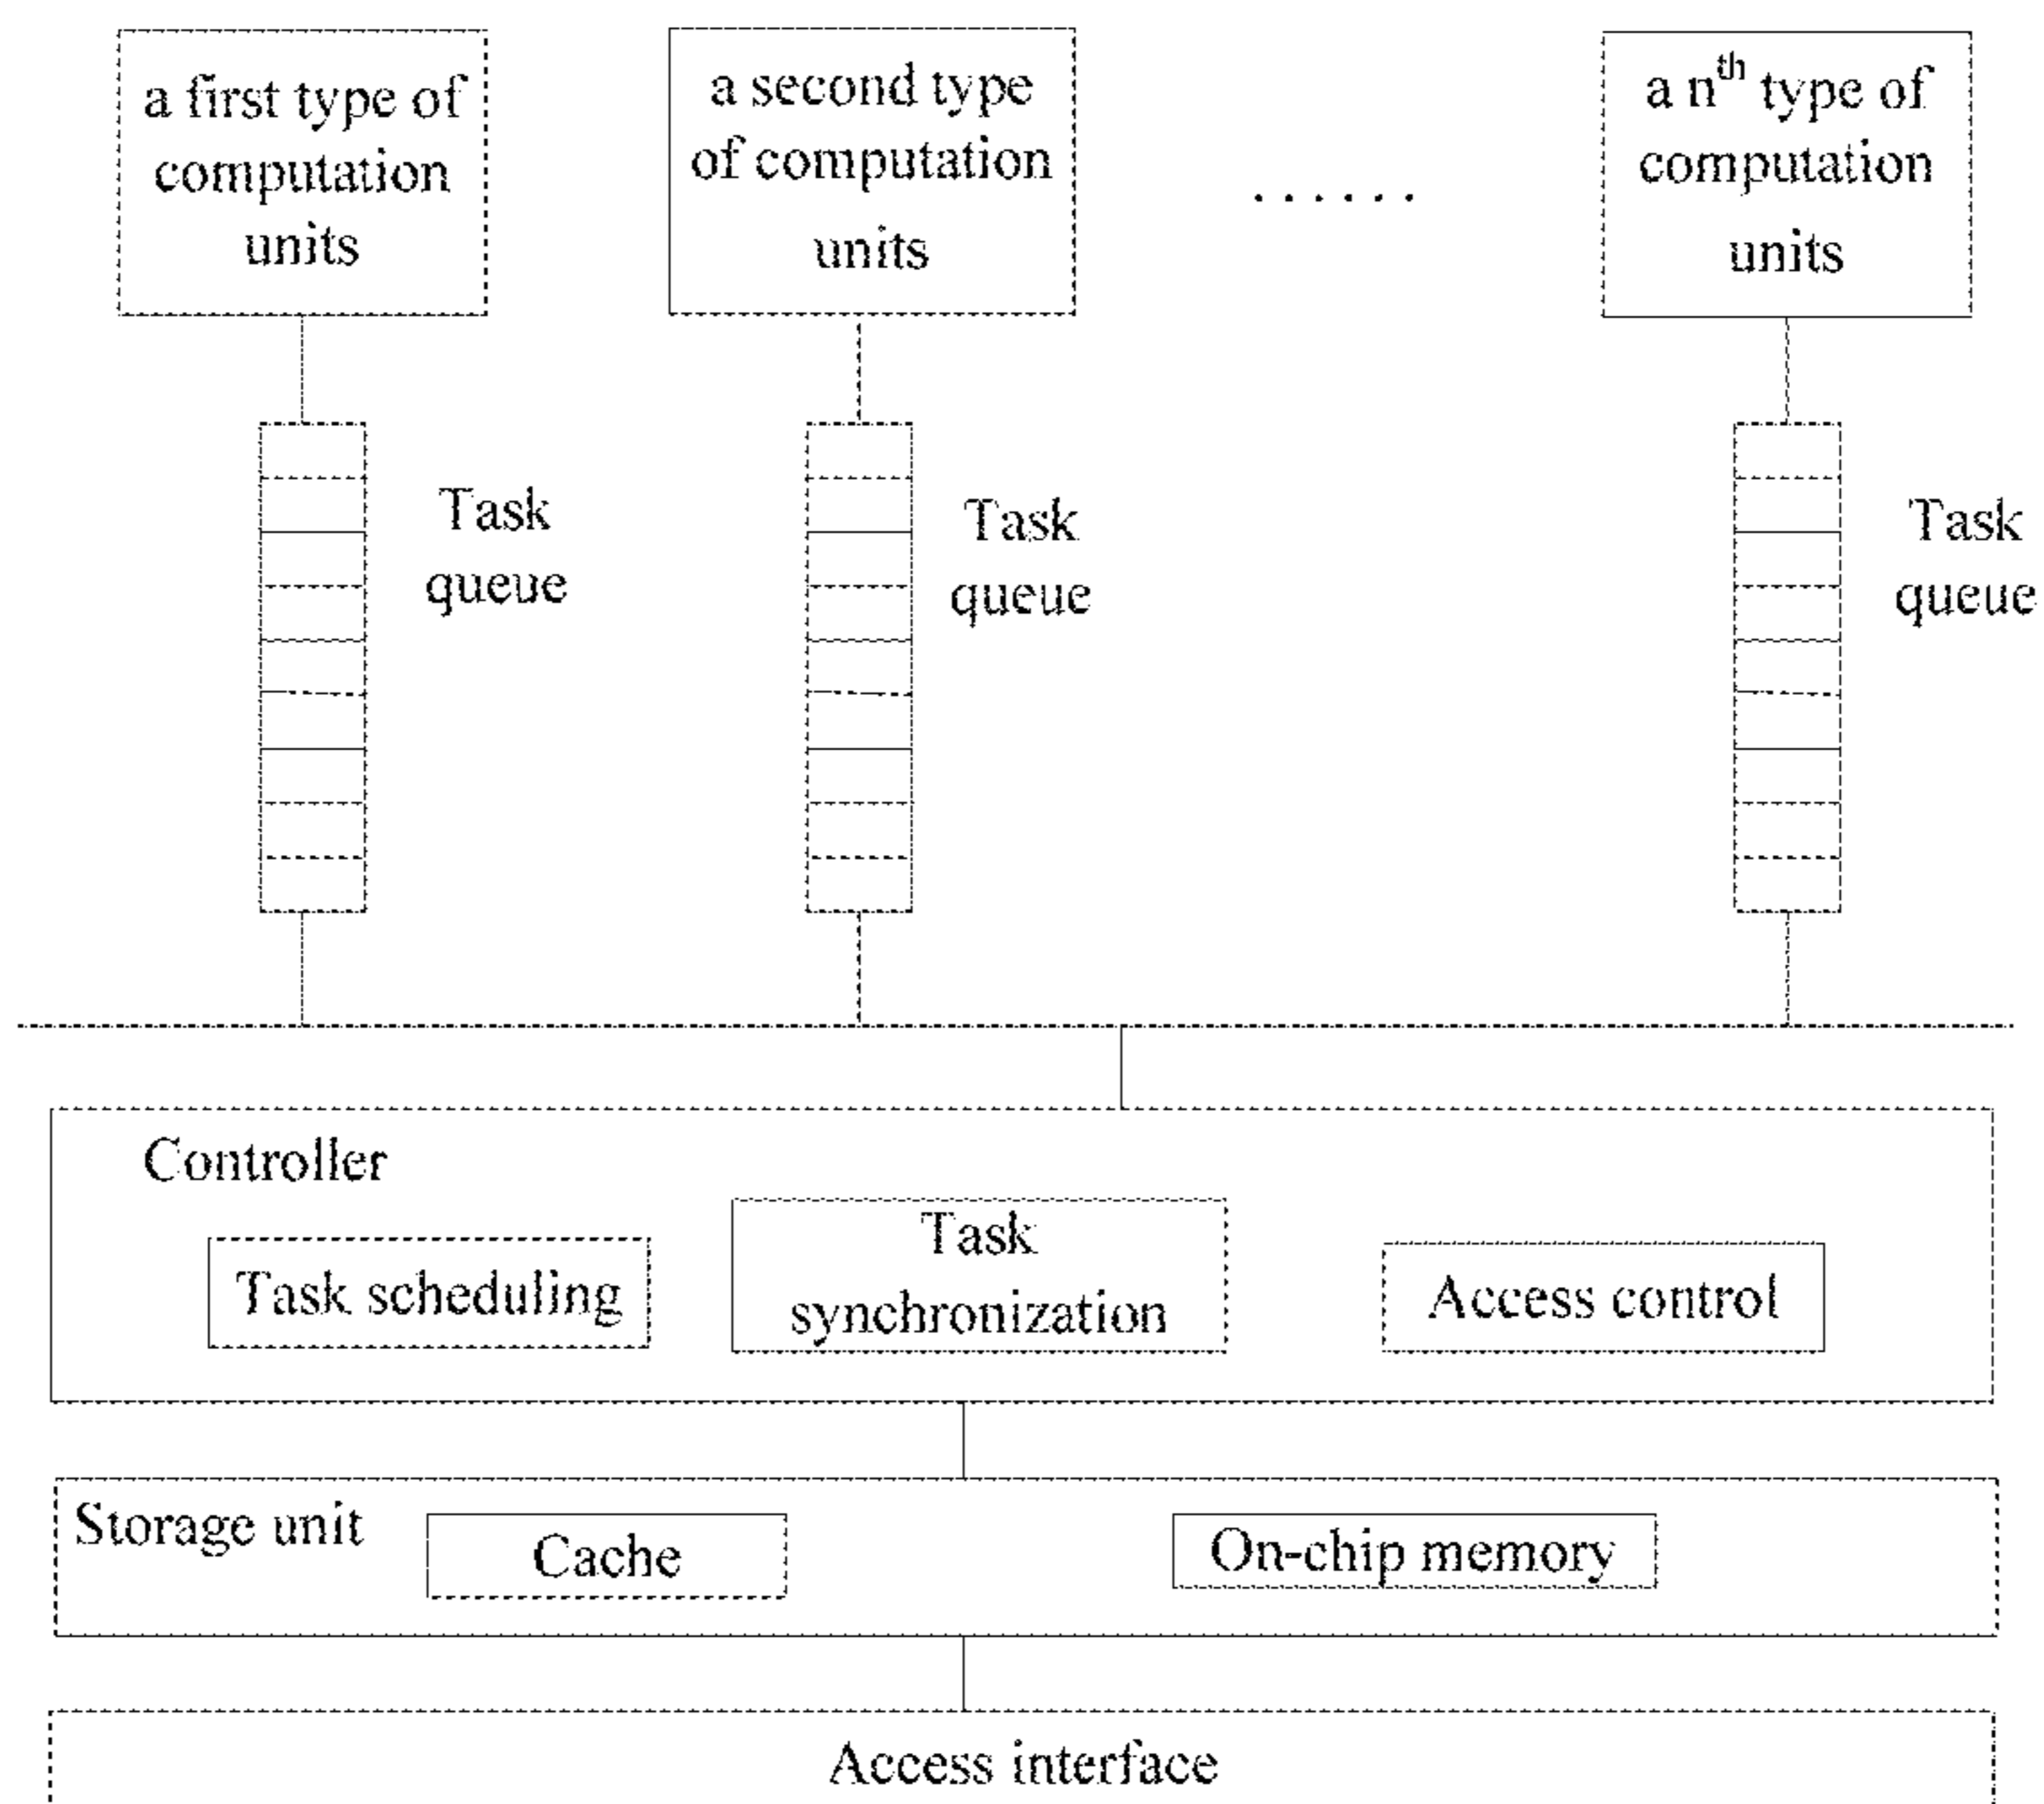 a first type of
computation
units
a second type
of computation
units
......
a nth type of
computation
units
Task
queue
Task
queue
Task
queue
Controller
Task scheduling
Task
synchronization
Access control
Storage unit
Cache
On-chip memory
Access interface